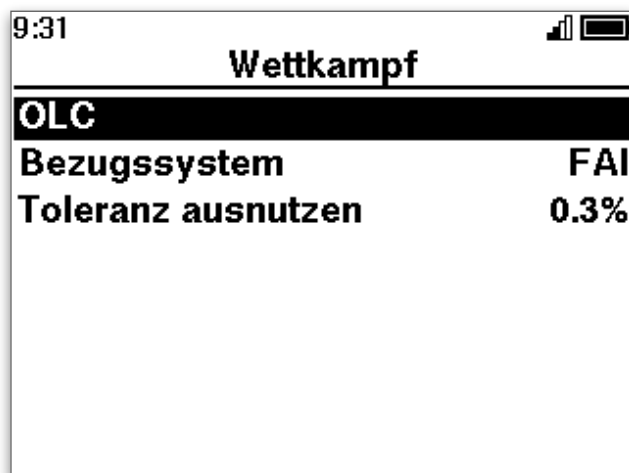 9:31
Wettkampf
OLC
Bezugssystem FAI
Toleranz ausnutzen 0.3%